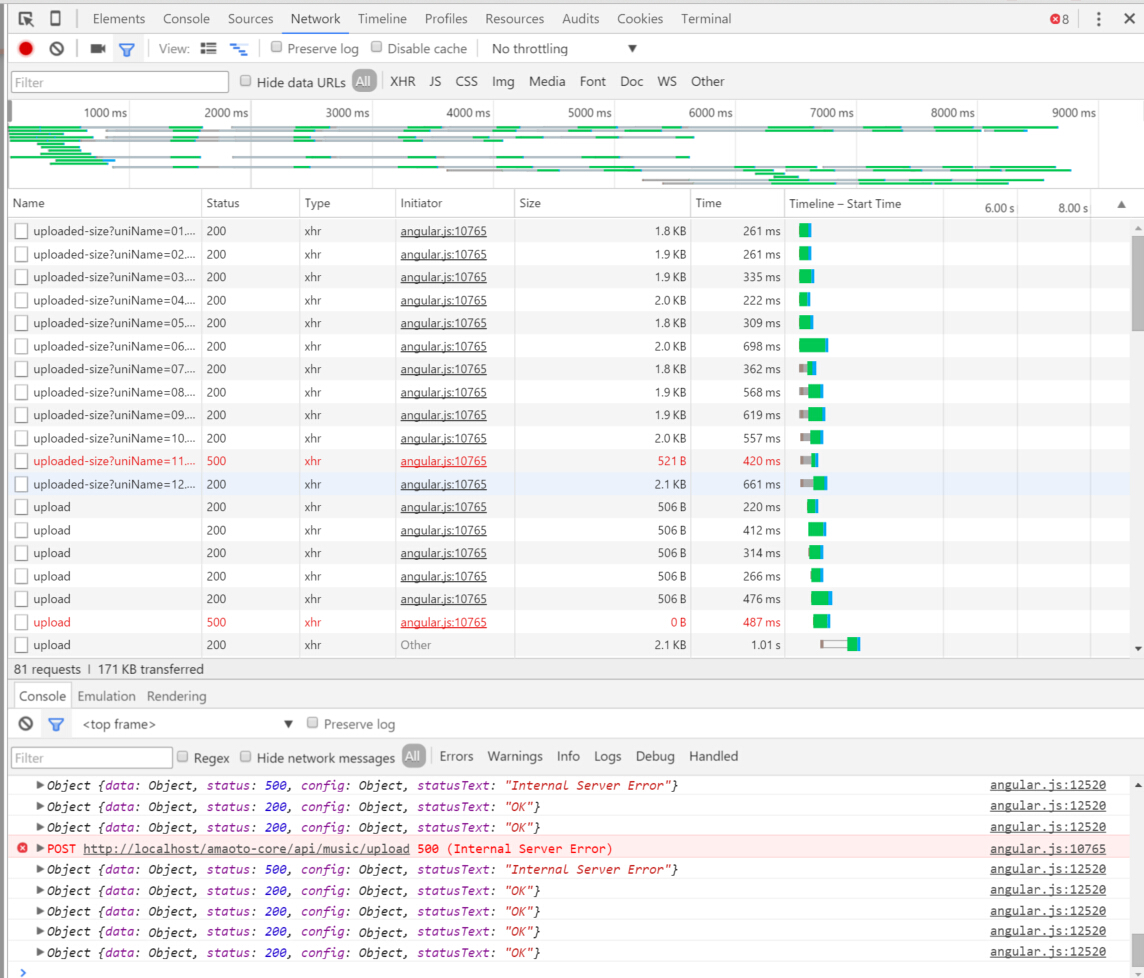 Elements Console Sources Network Timeline Profiles Resources Audits Cookies Terminal 8
View: Preserve log Disable cache No throttling
Filter Hide data URLs All XHR JS CSS Img Media Font Doc WS Other
1000 ms 2000 ms 3000 ms 4000 ms 5000 ms 6000 ms 7000 ms 8000 ms 9000 ms
Name Status Type Initiator Size Time Timeline – Start Time 6.00 s 8.00 s
uploaded-size?uniName=01.... 200 xhr angular.js:10765 1.8 KB 261 ms
uploaded-size?uniName=02.... 200 xhr angular.js:10765 1.9 KB 261 ms
uploaded-size?uniName=03.... 200 xhr angular.js:10765 1.9 KB 335 ms
uploaded-size?uniName=04.... 200 xhr angular.js:10765 2.0 KB 222 ms
uploaded-size?uniName=05.... 200 xhr angular.js:10765 1.8 KB 309 ms
uploaded-size?uniName=06.... 200 xhr angular.js:10765 2.0 KB 698 ms
uploaded-size?uniName=07.... 200 xhr angular.js:10765 1.8 KB 362 ms
uploaded-size?uniName=08.... 200 xhr angular.js:10765 1.9 KB 568 ms
uploaded-size?uniName=09.... 200 xhr angular.js:10765 1.9 KB 619 ms
uploaded-size?uniName=10.... 200 xhr angular.js:10765 2.0 KB 557 ms
uploaded-size?uniName=11.... 500 xhr angular.js:10765 521 B 420 ms
uploaded-size?uniName=12.... 200 xhr angular.js:10765 2.1 KB 661 ms
upload 200 xhr angular.js:10765 506 B 220 ms
upload 200 xhr angular.js:10765 506 B 412 ms
upload 200 xhr angular.js:10765 506 B 314 ms
upload 200 xhr angular.js:10765 506 B 266 ms
upload 200 xhr angular.js:10765 506 B 476 ms
upload 500 xhr angular.js:10765 0 B 487 ms
upload 200 xhr Other 2.1 KB 1.01 s
81 requests | 171 KB transferred
Console Emulation Rendering
<top frame> Preserve log
Filter Regex Hide network messages All Errors Warnings Info Logs Debug Handled
Object {data: Object, status: 500, config: Object, statusText: "Internal Server Error"} angular.js:12520
Object {data: Object, status: 200, config: Object, statusText: "OK"} angular.js:12520
Object {data: Object, status: 200, config: Object, statusText: "OK"} angular.js:12520
POST http://localhost/amaoto-core/api/music/upload 500 (Internal Server Error) angular.js:10765
Object {data: Object, status: 500, config: Object, statusText: "Internal Server Error"} angular.js:12520
Object {data: Object, status: 200, config: Object, statusText: "OK"} angular.js:12520
Object {data: Object, status: 200, config: Object, statusText: "OK"} angular.js:12520
Object {data: Object, status: 200, config: Object, statusText: "OK"} angular.js:12520
Object {data: Object, status: 200, config: Object, statusText: "OK"} angular.js:12520